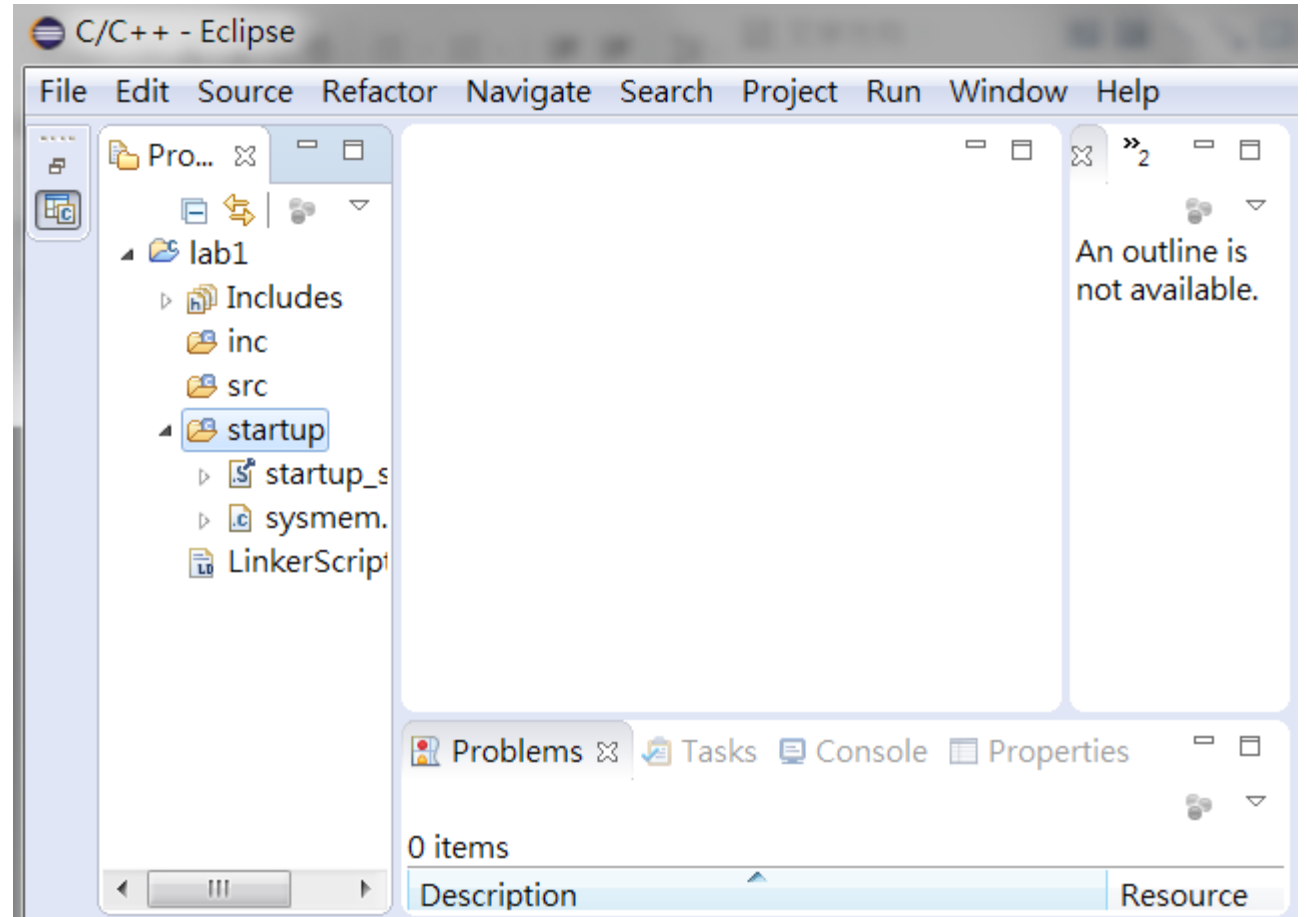 C/C++ - Eclipse
File Edit Source Refactor Navigate Search Project Run Window Help
Pro...
»2
lab1
Includes
inc
src
startup
startup_s
sysmem.
LinkerScript
An outline is
not available.
Problems Tasks Console Properties
0 items
Description Resource